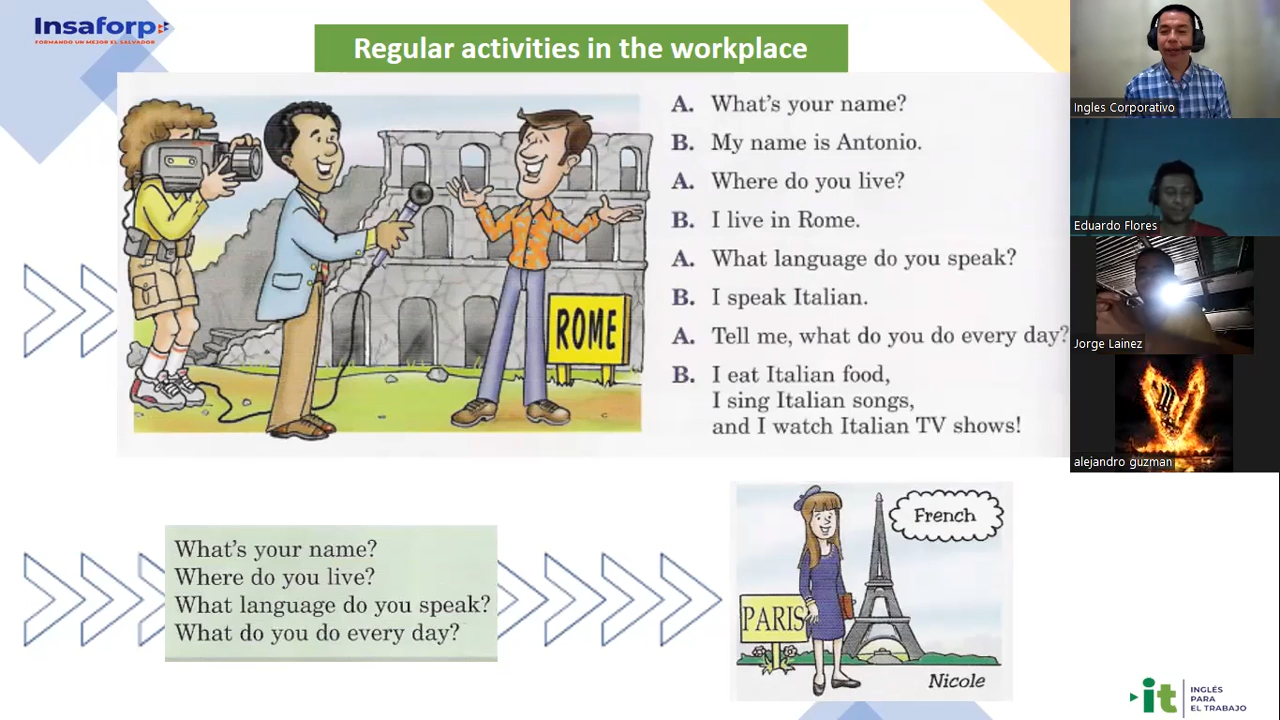 Insaforp
FORMANDO UN MEJOR EL SALVADOR
Regular activities in the workplace
A. What's your name?
B. My name is Antonio.
A. Where do you live?
B. I live in Rome.
A. What language do you speak?
B. I speak Italian.
A. Tell me, what do you do every day?
B. I eat Italian food,
I sing Italian songs,
and I watch Italian TV shows!
ROME
What's your name?
Where do you live?
What language do you speak?
What do you do every day?
French
PARIS
Nicole
Ingles Corporativo
Eduardo Flores
Jorge Lainez
alejandro guzman
it
INGLÉS
PARA
EL TRABAJO